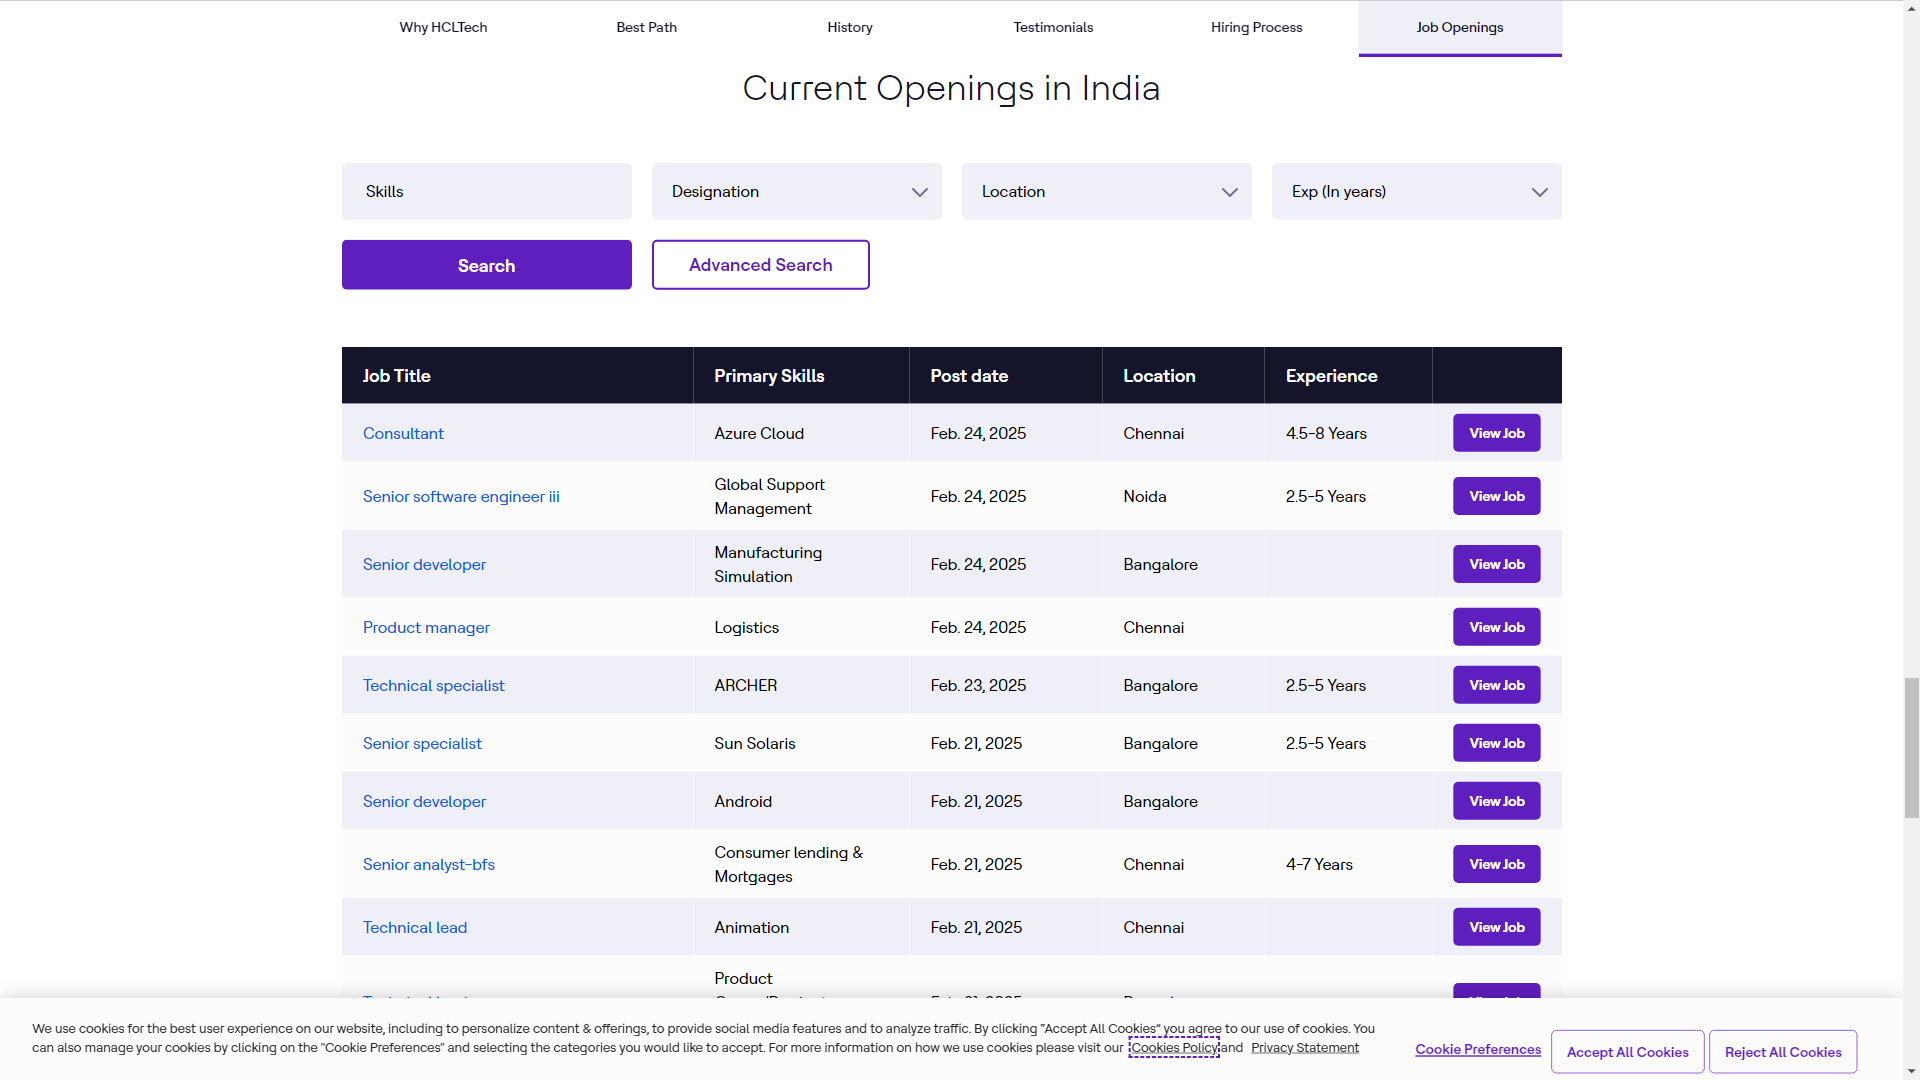 Why HCLTech Best Path History Testimonials Hiring Process Job Openings
Current Openings in India
Skills Designation Location Exp (In years)
Search Advanced Search
Job Title Primary Skills Post date Location Experience
Consultant Azure Cloud Feb. 24, 2025 Chennai 4.5-8 Years View Job
Senior software engineer iii Global Support Management Feb. 24, 2025 Noida 2.5-5 Years View Job
Senior developer Manufacturing Simulation Feb. 24, 2025 Bangalore View Job
Product manager Logistics Feb. 24, 2025 Chennai View Job
Technical specialist ARCHER Feb. 23, 2025 Bangalore 2.5-5 Years View Job
Senior specialist Sun Solaris Feb. 21, 2025 Bangalore 2.5-5 Years View Job
Senior developer Android Feb. 21, 2025 Bangalore View Job
Senior analyst-bfs Consumer lending & Mortgages Feb. 21, 2025 Chennai 4-7 Years View Job
Technical lead Animation Feb. 21, 2025 Chennai View Job
Product
We use cookies for the best user experience on our website, including to personalize content & offerings, to provide social media features and to analyze traffic. By clicking "Accept All Cookies" you agree to our use of cookies. You
can also manage your cookies by clicking on the "Cookie Preferences" and selecting the categories you would like to accept. For more information on how we use cookies please visit our Cookies Policy and Privacy Statement
Cookie Preferences Accept All Cookies Reject All Cookies